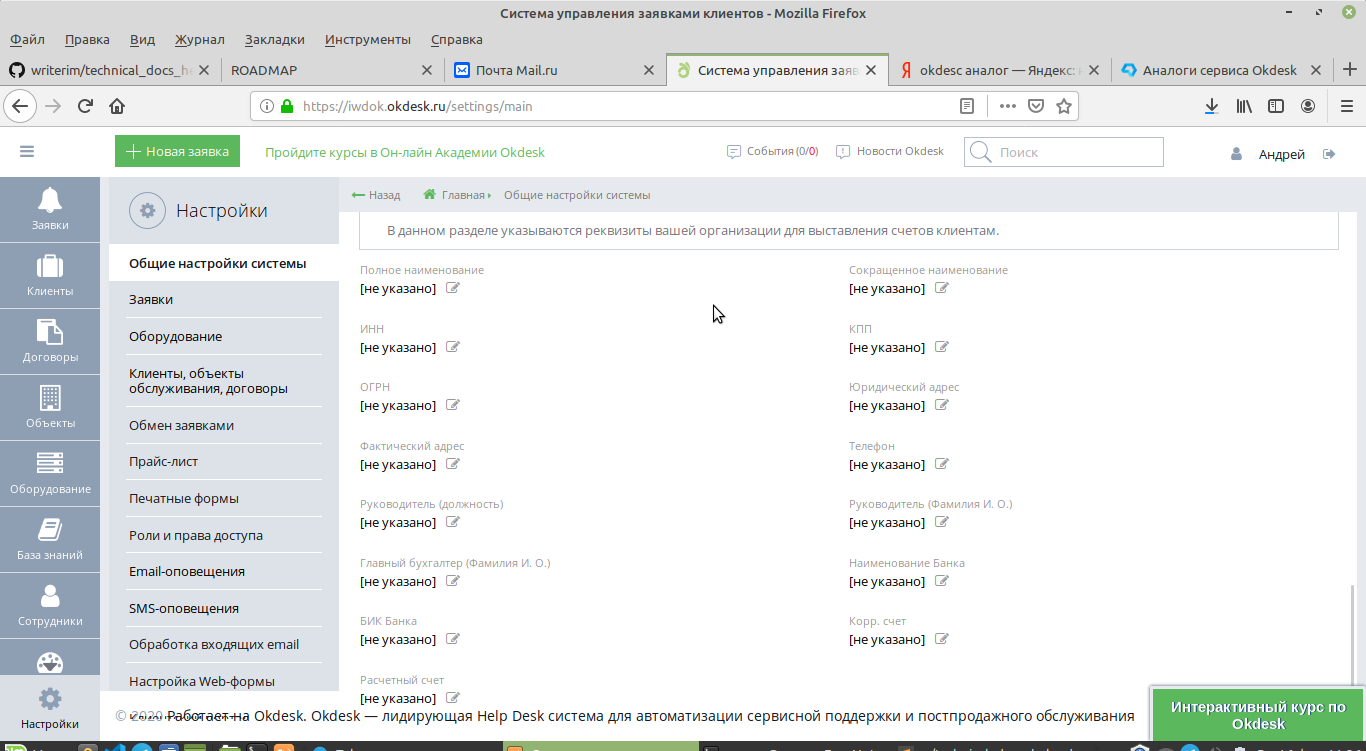 Система управления заявками клиентов - Mozilla Firefox
Файл Правка Вид Журнал Закладки Инструменты Справка
writerim/technical_docs_he ROADMAP Почта Mail.ru Система управления заяв okdesc аналог — Яндекс: Аналоги сервиса Okdesk
https://iwdok.okdesk.ru/settings/main
Новая заявка Пройдите курсы в Он-лайн Академии Okdesk События (0/0) Новости Okdesk Поиск Андрей
Заявки
Клиенты
Договоры
Объекты
Оборудование
База знаний
Сотрудники
Настройки
Настройки
Общие настройки системы
Заявки
Оборудование
Клиенты, объекты
обслуживания, договоры
Обмен заявками
Прайс-лист
Печатные формы
Роли и права доступа
Email-оповещения
SMS-оповещения
Обработка входящих email
Настройка Web-формы
Назад Главная Общие настройки системы
В данном разделе указываются реквизиты вашей организации для выставления счетов клиентам.
Полное наименование Сокращенное наименование
[не указано] [не указано]
ИНН КПП
[не указано] [не указано]
ОГРН Юридический адрес
[не указано] [не указано]
Фактический адрес Телефон
[не указано] [не указано]
Руководитель (должность) Руководитель (Фамилия И. О.)
[не указано] [не указано]
Главный бухгалтер (Фамилия И. О.) Наименование Банка
[не указано] [не указано]
БИК Банка Корр. счет
[не указано] [не указано]
Расчетный счет
[не указано]
© 2020 Работает на Okdesk. Okdesk — лидирующая Help Desk система для автоматизации сервисной поддержки и постпродажного обслуживания
Интерактивный курс по
Okdesk